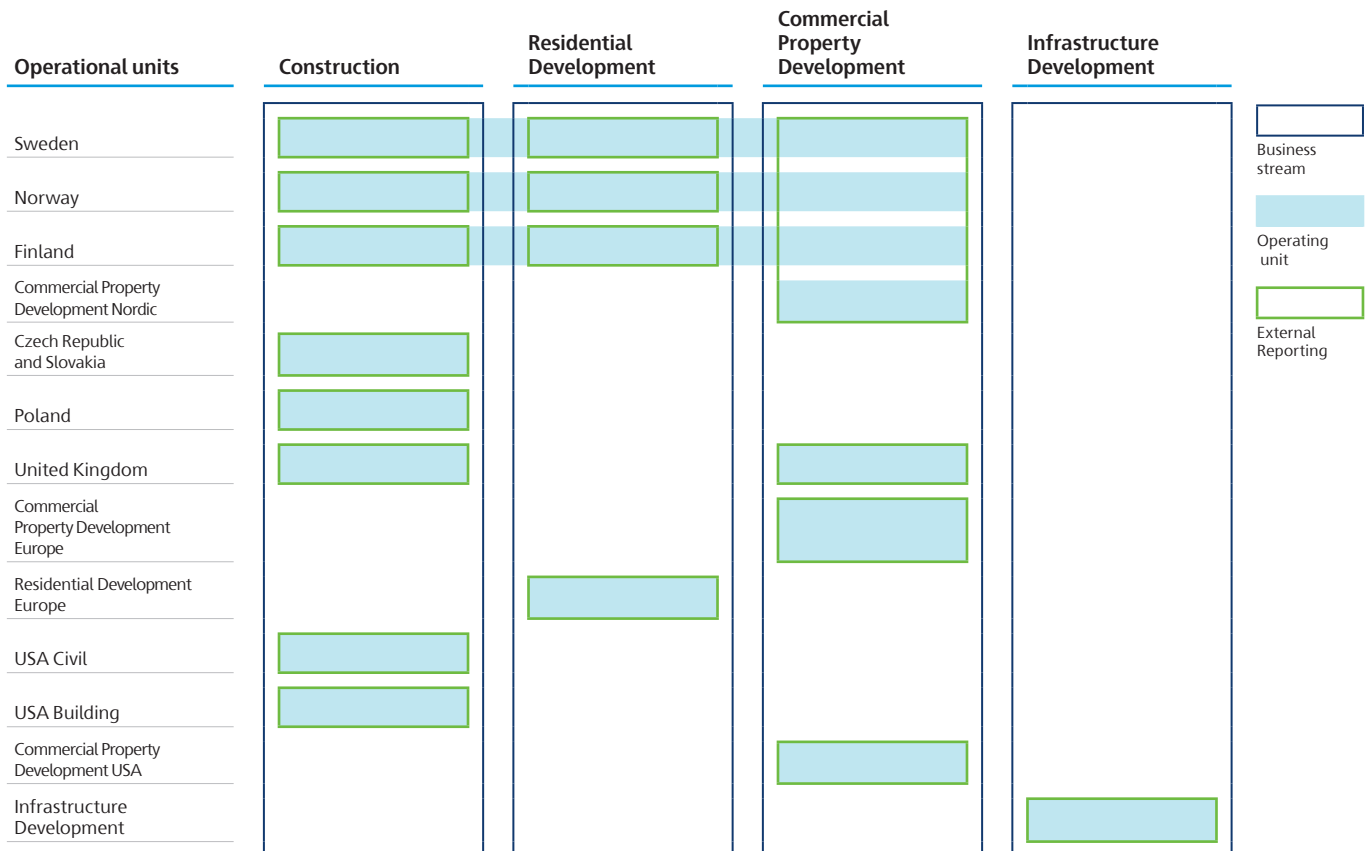 Operational units
Construction
Residential
Development
Commercial
Property
Development
Infrastructure
Development
Sweden
Norway
Finland
Commercial Property
Development Nordic
Czech Republic
and Slovakia
Poland
United Kingdom
Commercial
Property Development
Europe
Residential Development
Europe
USA Civil
USA Building
Commercial Property
Development USA
Infrastructure
Development
Business
stream
Operating
unit
External
Reporting